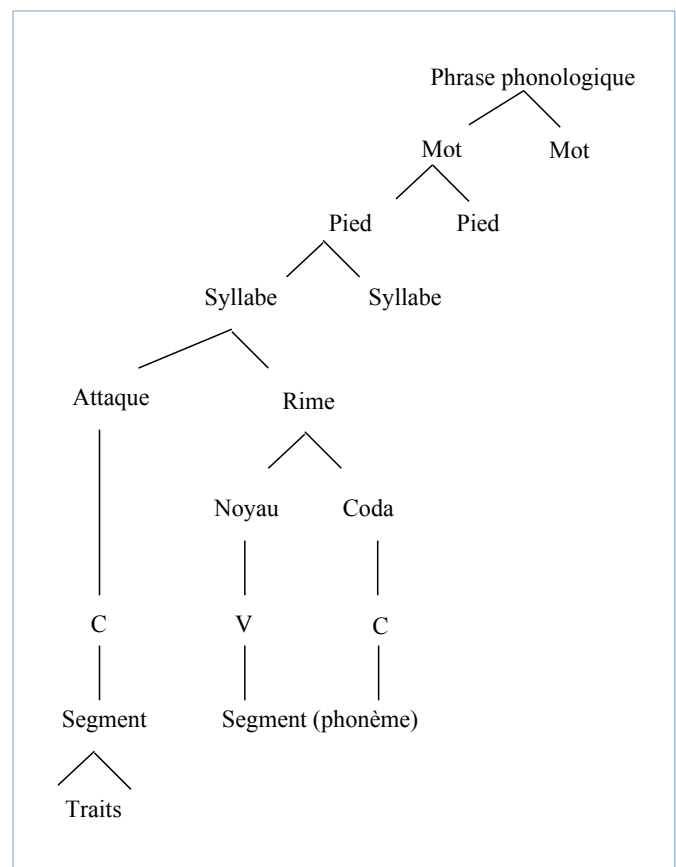 Phrase phonologique
Mot Mot
Pied Pied
Syllabe Syllabe
Attaque Rime
Noyau Coda
C V C
Segment Segment (phonème)
Traits